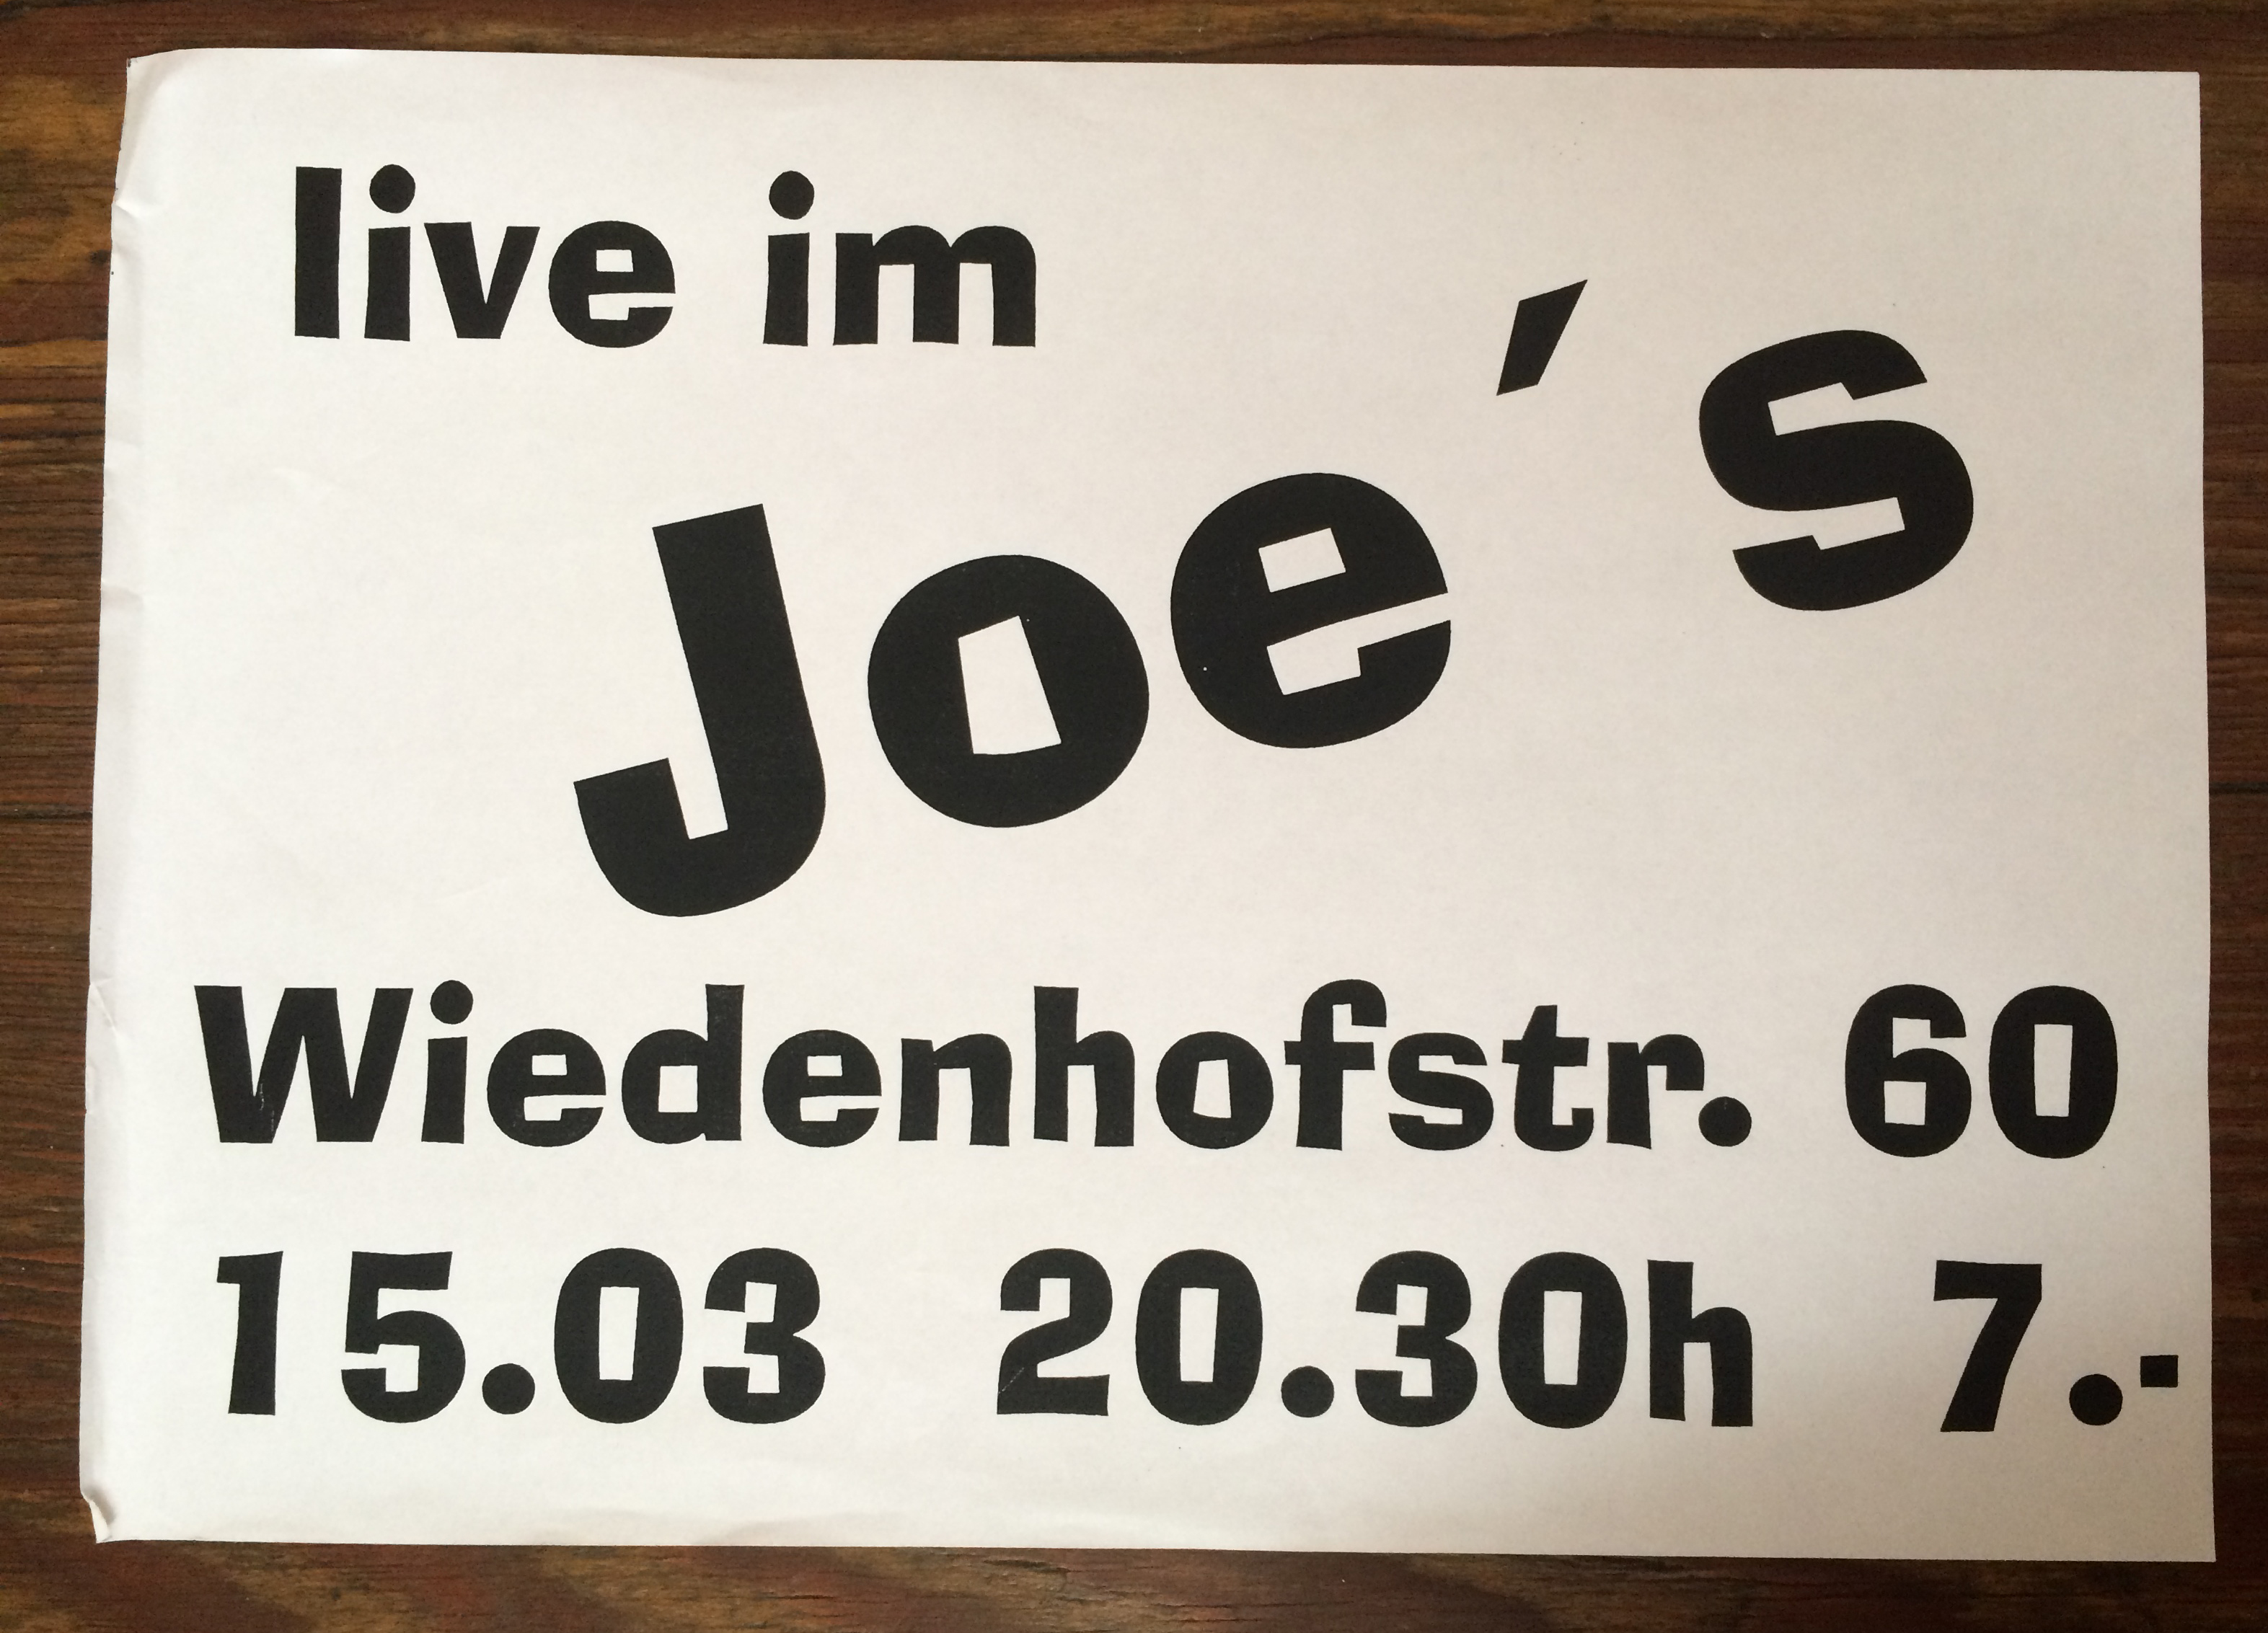 live im
Joe´s
Wiedenhofstr. 60
15.03 20.30h 7.-